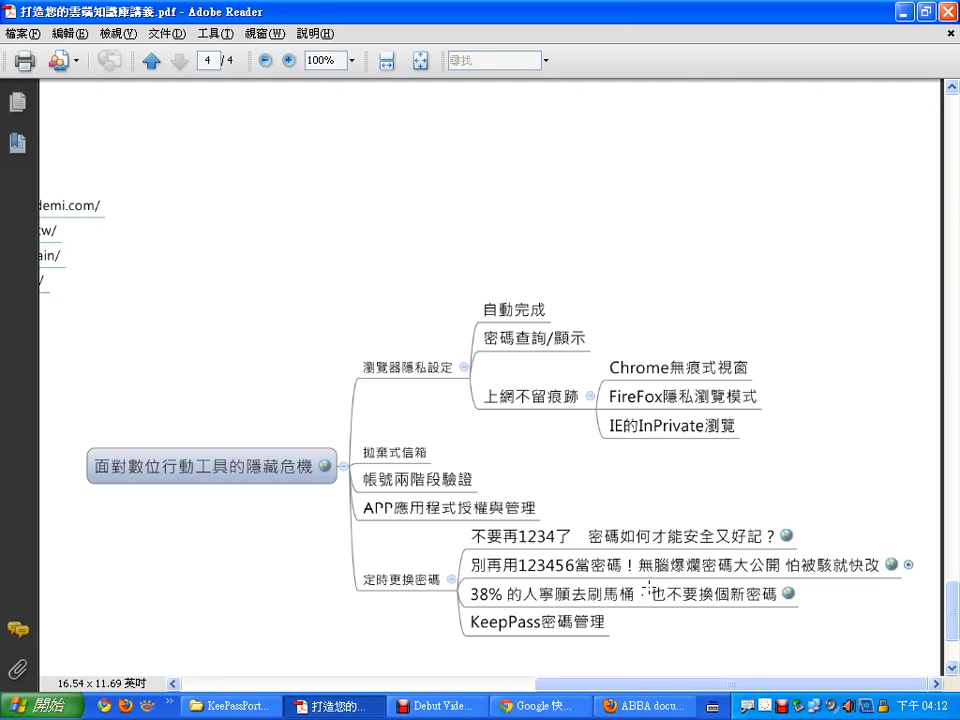 打造您的雲端知識庫講義.pdf - Adobe Reader
檔案(F) 編輯(E) 檢視(V) 文件(D) 工具(T) 視窗(W) 說明(H)
4 / 4 100% 尋找
demi.com/
tw/
ain/
/
自動完成
密碼查詢/顯示
瀏覽器隱私設定
Chrome無痕式視窗
上網不留痕跡
FireFox隱私瀏覽模式
IE的InPrivate瀏覽
拋棄式信箱
面對數位行動工具的隱藏危機
帳號兩階段驗證
APP應用程式授權與管理
不要再1234了 密碼如何才能安全又好記？
別再用123456當密碼！無腦爆爛密碼大公開 怕被駭就快改
定時更換密碼
38% 的人寧願去刷馬桶 也不要換個新密碼
KeepPass密碼管理
16.54 x 11.69 英吋
開始 KeePassPort... 打造您的... Debut Vide... Google 快... ABBA docu... 下午 04:12